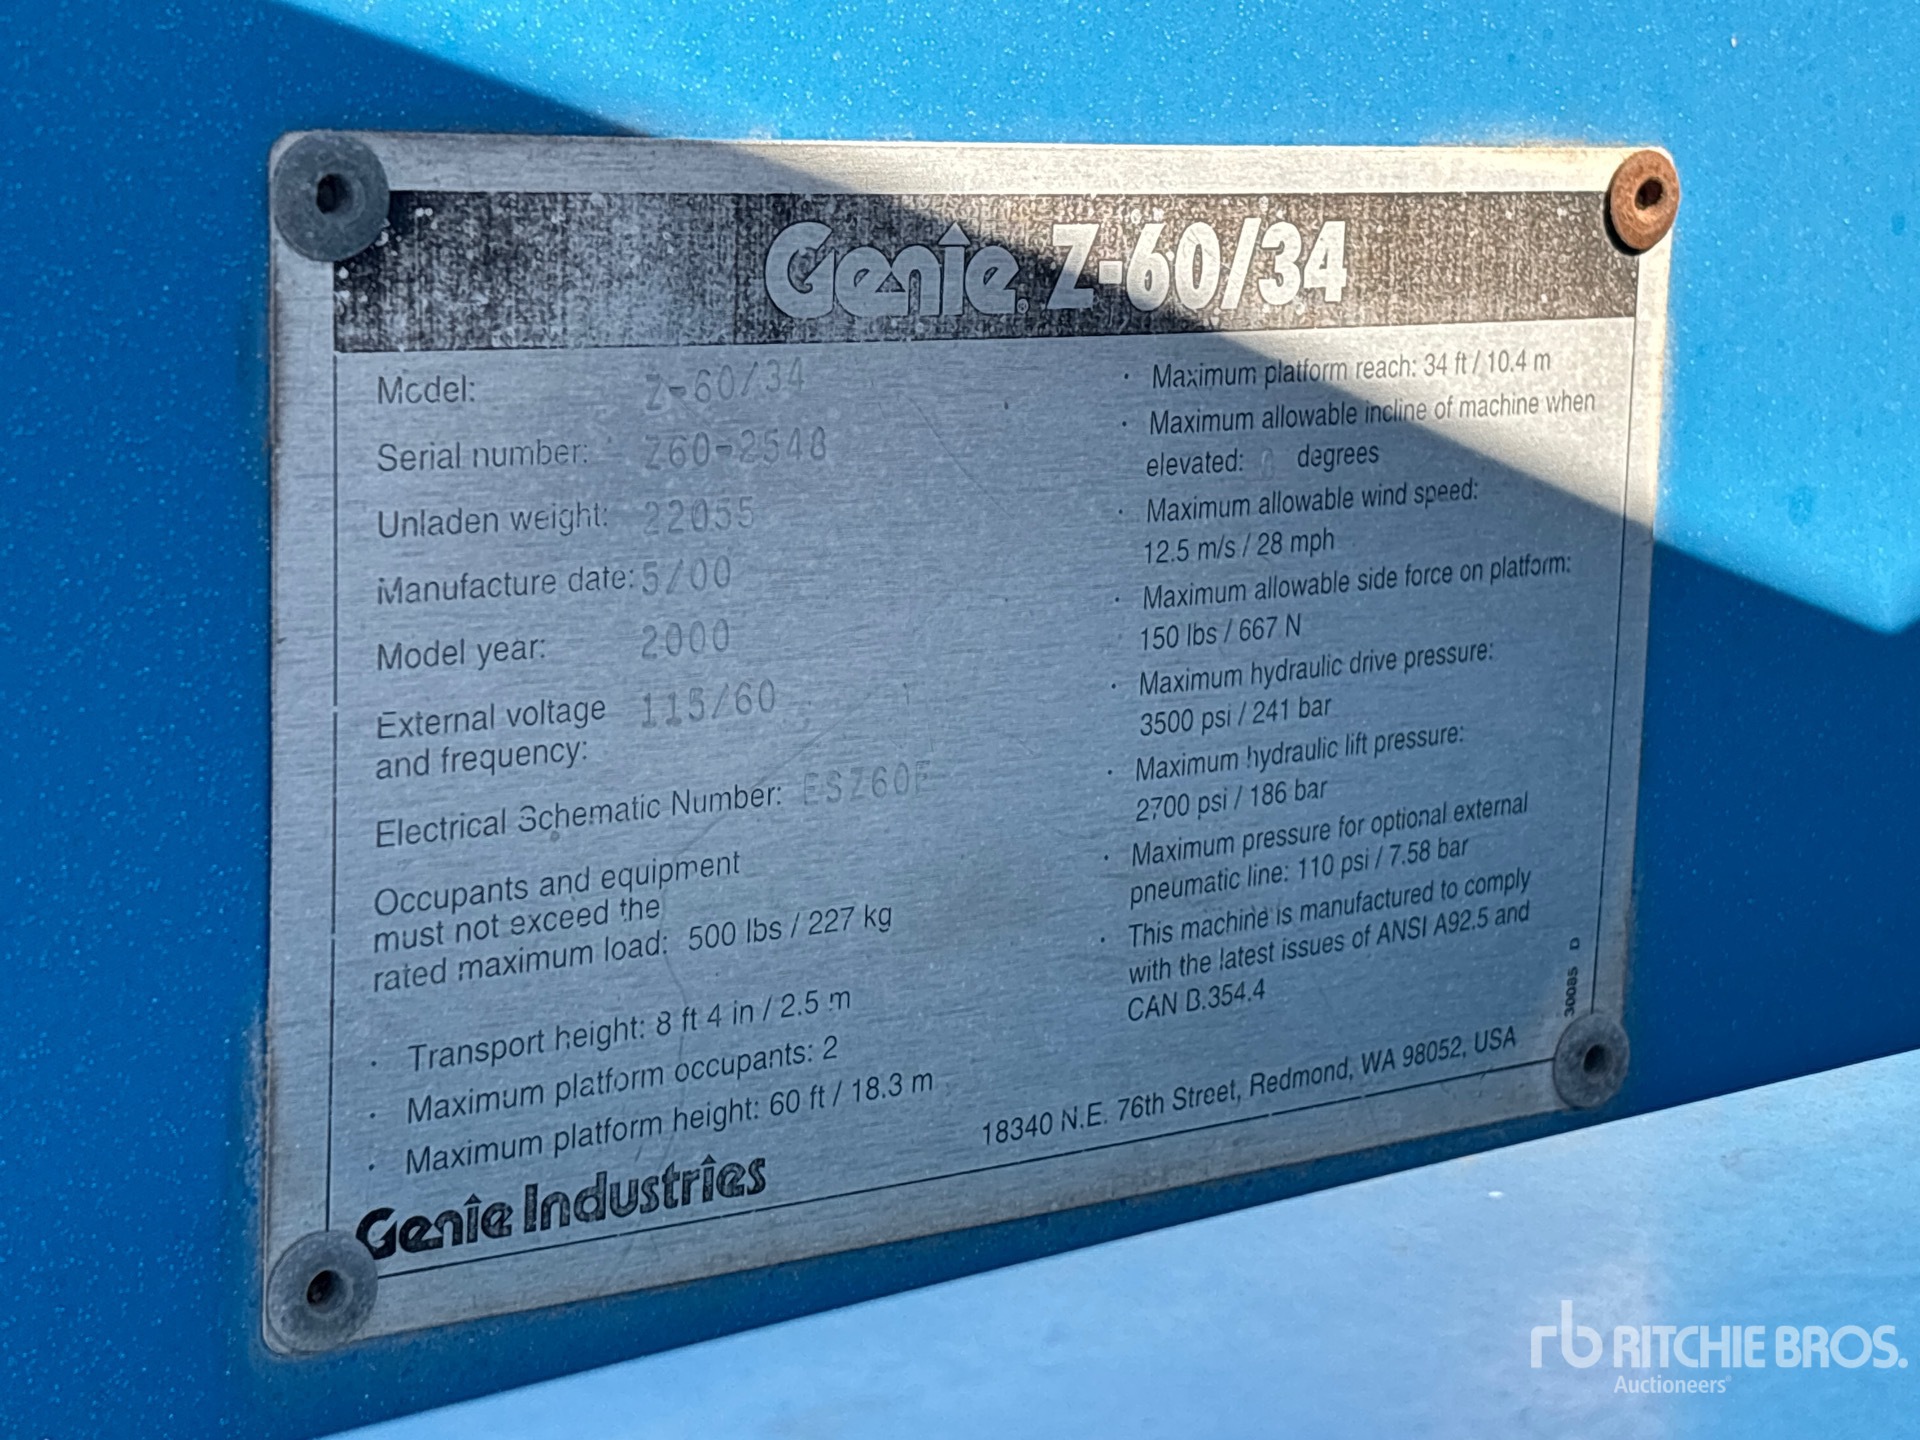 Genie Z-60/34
Model: Z-60/34
Serial number: Z60-2548
Unladen weight: 22055
Manufacture date: 5/00
Model year: 2000
External voltage 115/60
and frequency:
Electrical Schematic Number: ESZ60F
Occupants and equipment
must not exceed the
rated maximum load: 500 lbs / 227 kg
· Transport height: 8 ft 4 in / 2.5 m
· Maximum platform occupants: 2
· Maximum platform height: 60 ft / 18.3 m
· Maximum platform reach: 34 ft / 10.4 m
· Maximum allowable incline of machine when
elevated: degrees
· Maximum allowable wind speed:
12.5 m/s / 28 mph
· Maximum allowable side force on platform:
150 lbs / 667 N
· Maximum hydraulic drive pressure:
3500 psi / 241 bar
· Maximum hydraulic lift pressure:
2700 psi / 186 bar
· Maximum pressure for optional external
pneumatic line: 110 psi / 7.58 bar
· This machine is manufactured to comply
with the latest issues of ANSI A92.5 and
CAN B.354.4
30085 D
Genie Industries
18340 N.E. 76th Street, Redmond, WA 98052, USA
rb RITCHIE BROS.
Auctioneers